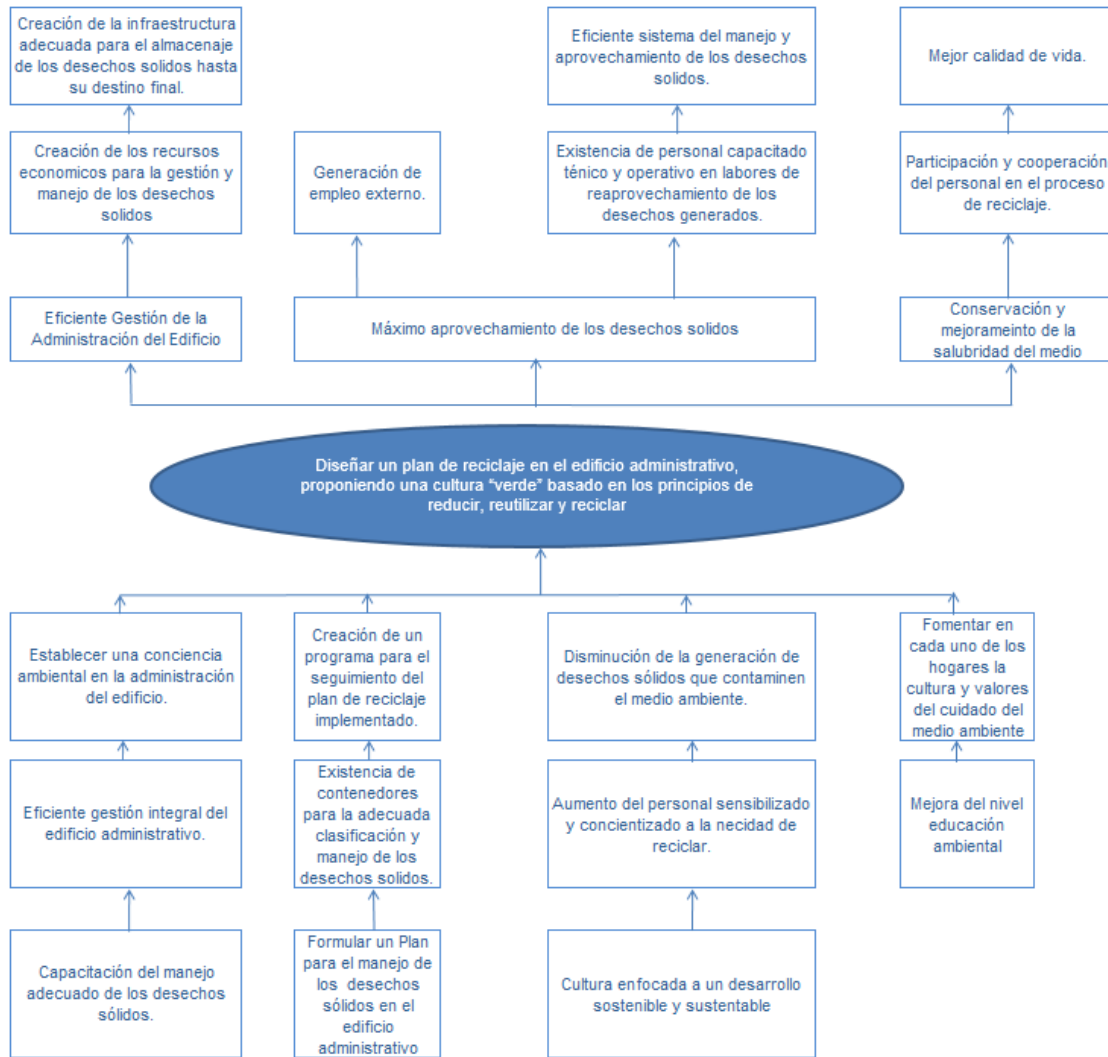 Creación de la infraestructura
adecuada para el almacenaje
de los desechos solidos hasta
su destino final.
Eficiente sistema del manejo y
aprovechamiento de los desechos
solidos.
Mejor calidad de vida.
Creación de los recursos
economicos para la gestión y
manejo de los desechos
solidos
Generación de
empleo externo.
Existencia de personal capacitado
ténico y operativo en labores de
reaprovechamiento de los
desechos generados.
Participación y cooperación
del personal en el proceso
de reciclaje.
Eficiente Gestión de la
Administración del Edificio
Máximo aprovechamiento de los desechos solidos
Conservación y
mejorameinto de la
salubridad del medio
Diseñar un plan de reciclaje en el edificio administrativo,
proponiendo una cultura “verde” basado en los principios de
reducir, reutilizar y reciclar
Establecer una conciencia
ambiental en la administración
del edificio.
Creación de un
programa para el
seguimiento del
plan de reciclaje
implementado.
Disminución de la generación de
desechos sólidos que contaminen
el medio ambiente.
Fomentar en
cada uno de los
hogares la
cultura y valores
del cuidado del
medio ambiente
Eficiente gestión integral del
edificio administrativo.
Existencia de
contenedores
para la adecuada
clasificación y
manejo de los
desechos solidos.
Aumento del personal sensibilizado
y concientizado a la necidad de
reciclar.
Mejora del nivel
educación
ambiental
Capacitación del manejo
adecuado de los desechos
sólidos.
Formular un Plan
para el manejo de
los desechos
sólidos en el
edificio
administrativo
Cultura enfocada a un desarrollo
sostenible y sustentable